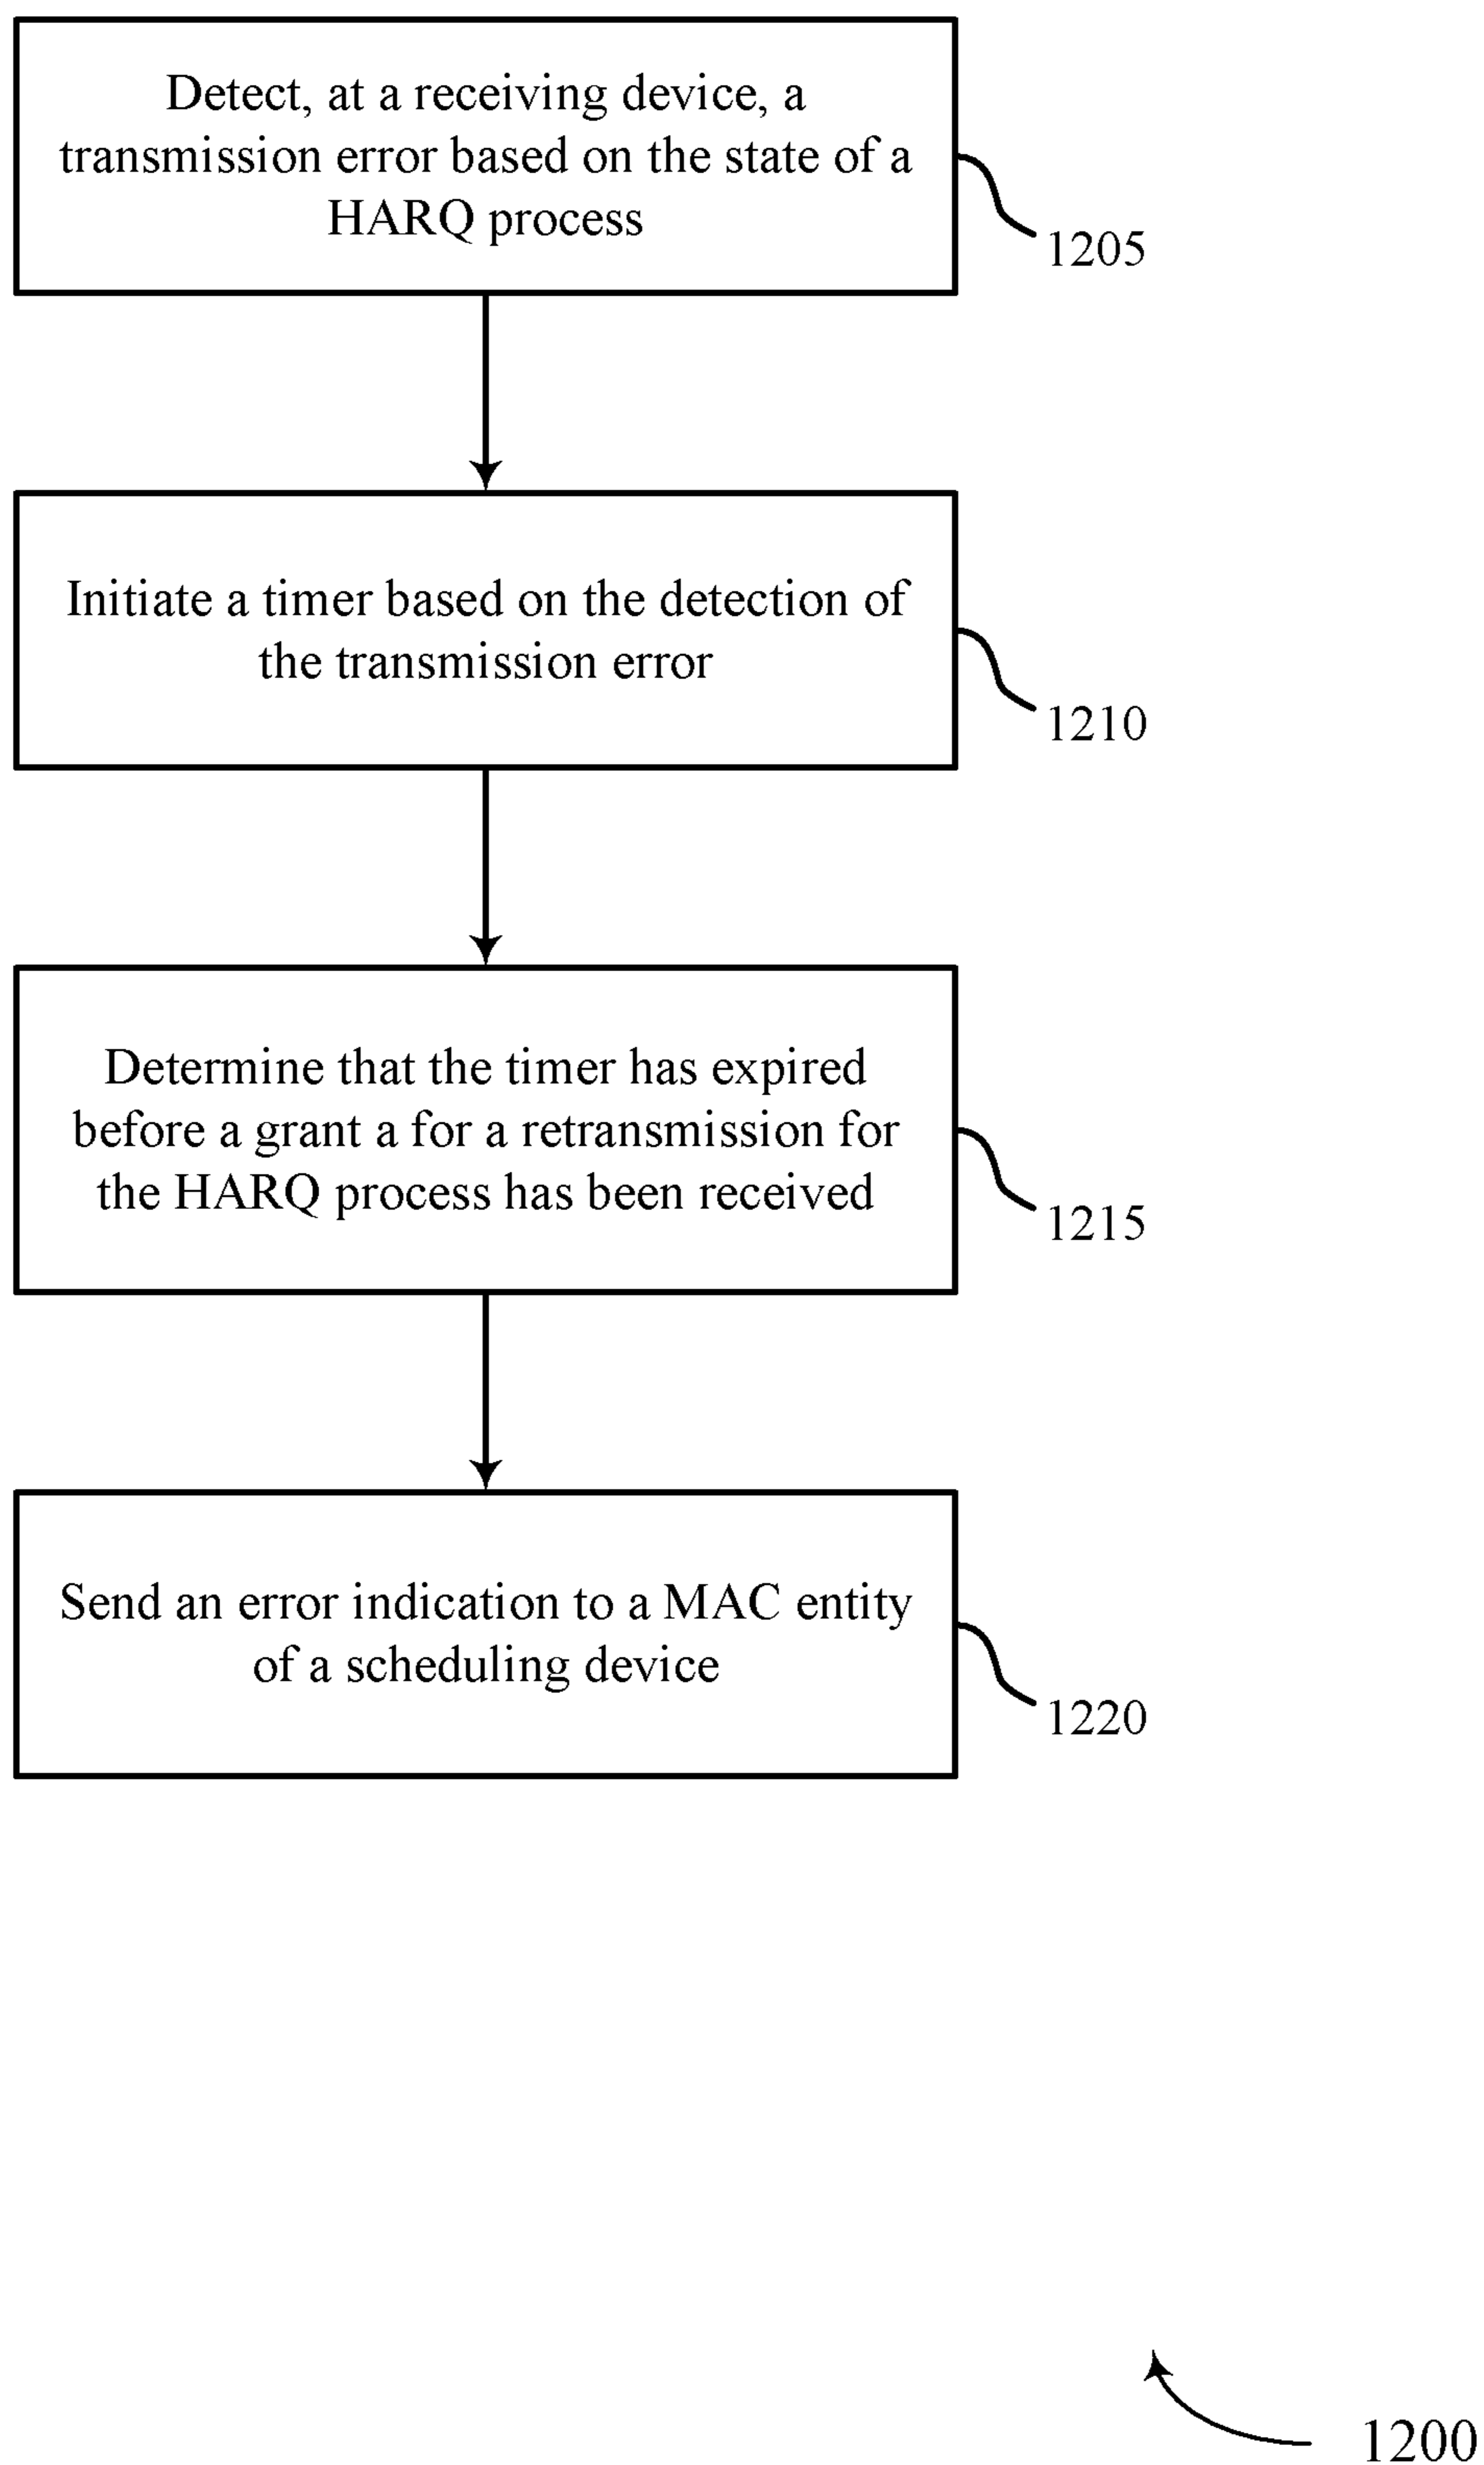 Detect, at a receiving device, a
transmission error based on the state of a
HARQ process
1205
Initiate a timer based on the detection of
the transmission error
1210
Determine that the timer has expired
before a grant a for a retransmission for
the HARQ process has been received
1215
Send an error indication to a MAC entity
of a scheduling device
1220
1200